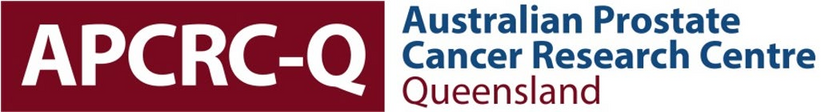 APCRC-Q
Australian Prostate
Cancer Research Centre
Queensland